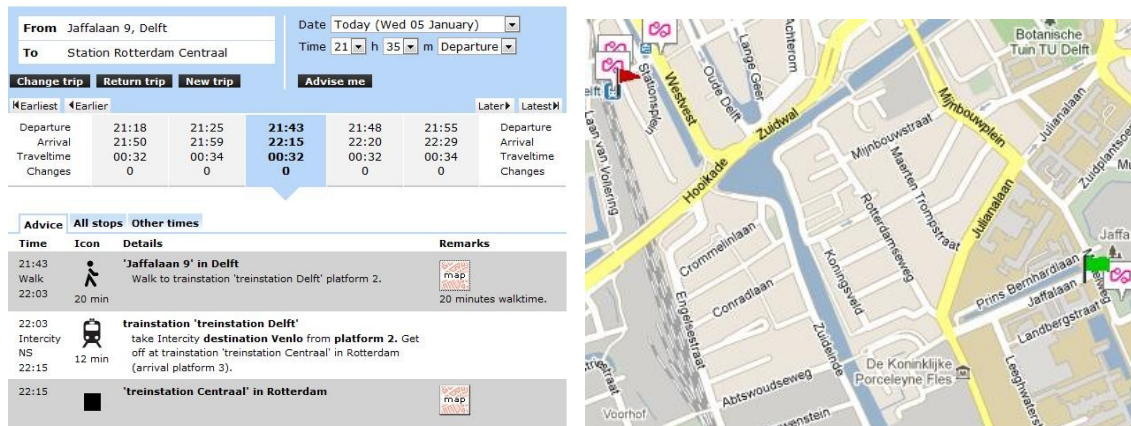 From Jaffalaan 9, Delft
To Station Rotterdam Centraal
Date Today (Wed 05 January)
Time 21 h 35 m Departure
Change trip Return trip New trip Advise me
Earliest Earlier Later Latest
Departure 21:18 21:25 21:43 21:48 21:55 Departure
Arrival 21:50 21:59 22:15 22:20 22:29 Arrival
Traveltime 00:32 00:34 00:32 00:32 00:34 Traveltime
Changes 0 0 0 0 0 Changes
Advice All stops Other times
Time Icon Details Remarks
21:43 'Jaffalaan 9' in Delft
Walk Walk to trainstation 'treinstation Delft' platform 2. map
22:03 20 min 20 minutes walktime.
22:03 trainstation 'treinstation Delft'
Intercity take Intercity destination Venlo from platform 2. Get
NS 12 min off at trainstation 'treinstation Centraal' in Rotterdam
22:15 (arrival platform 3).
22:15 'treinstation Centraal' in Rotterdam map
Botanische
Tuin TU Delft
Achterom
Lange Geer
Oude Delft
Westvest
Stationsplein
elft
Zuidwal
Mijnbouwplein
Julianalaan
Mijnbouwstraat
Laan van Vollering
Hooikade
Maerten Trompstraat
Zuidplantsoe
Mu
Rotterdamseweg
Julianalaan
Crommelinlaan
Jaffa
Koningsveld
Prins Bernhardlaan
Jaffalaan
Conradlaan
Engelsestraat
Landbergstraat
Zuideinde
De Koninklijke
Porceleyne Fles
Abtswoudseweg
Leeghwaters
Voorhof
wenstein